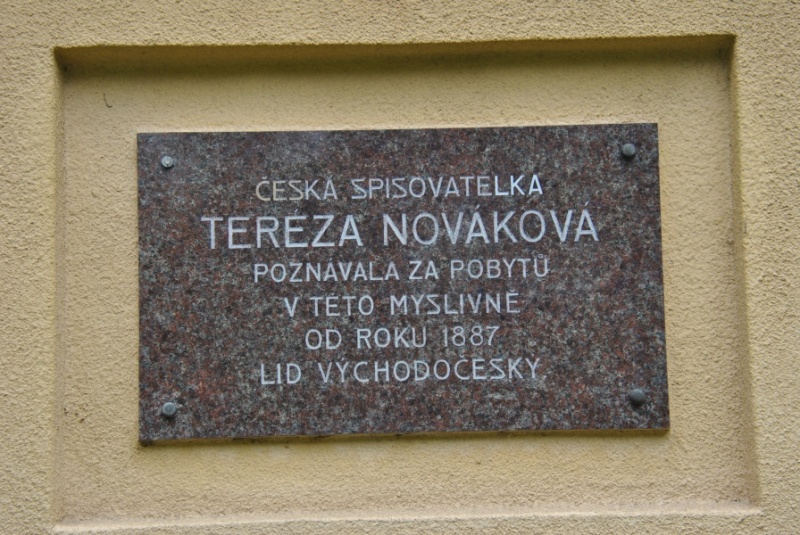 ČESKÁ SPISOVATELKA
TEREZA NOVÁKOVÁ
POZNÁVALA ZA POBYTŮ
V TÉTO MYSLIVNĚ
OD ROKU 1887
LID VÝCHODOČESKÝ